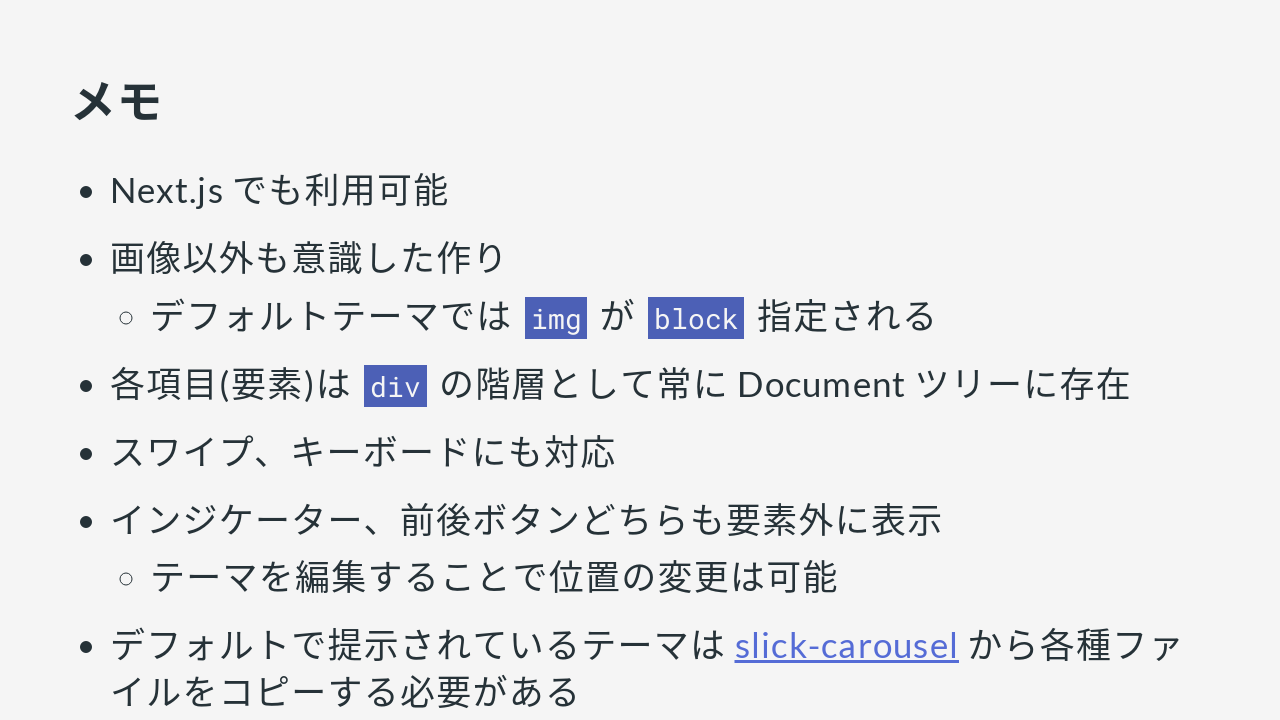 メモ
Next.js でも利用可能
画像以外も意識した作り
デフォルトテーマでは img が block 指定される
各項目(要素)は div の階層として常に Document ツリーに存在
スワイプ、キーボードにも対応
インジケーター、前後ボタンどちらも要素外に表示
テーマを編集することで位置の変更は可能
デフォルトで提示されているテーマは slick-carousel から各種ファ
イルをコピーする必要がある